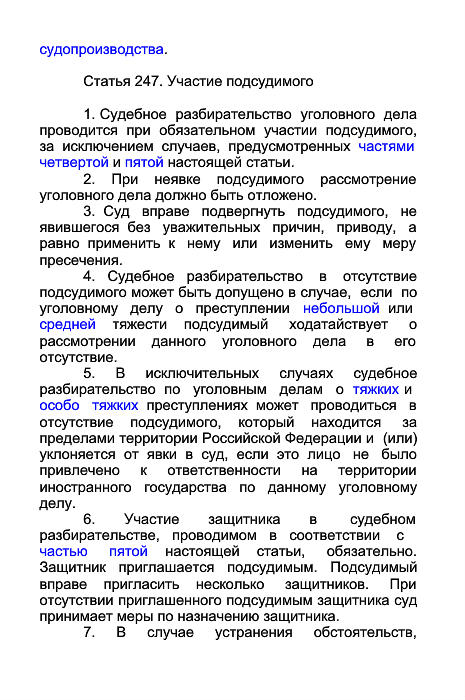 судопроизводства.
Статья 247. Участие подсудимого
1. Судебное разбирательство уголовного дела
проводится при обязательном участии подсудимого,
за исключением случаев, предусмотренных частями
четвертой и пятой настоящей статьи.
2. При неявке подсудимого рассмотрение
уголовного дела должно быть отложено.
3. Суд вправе подвергнуть подсудимого, не
явившегося без уважительных причин, приводу, а
равно применить к нему или изменить ему меру
пресечения.
4. Судебное разбирательство в отсутствие
подсудимого может быть допущено в случае, если по
уголовному делу о преступлении небольшой или
средней тяжести подсудимый ходатайствует о
рассмотрении данного уголовного дела в его
отсутствие.
5. В исключительных случаях судебное
разбирательство по уголовным делам о тяжких и
особо тяжких преступлениях может проводиться в
отсутствие подсудимого, который находится за
пределами территории Российской Федерации и (или)
уклоняется от явки в суд, если это лицо не было
привлечено к ответственности на территории
иностранного государства по данному уголовному
делу.
6. Участие защитника в судебном
разбирательстве, проводимом в соответствии с
частью пятой настоящей статьи, обязательно.
Защитник приглашается подсудимым. Подсудимый
вправе пригласить несколько защитников. При
отсутствии приглашенного подсудимым защитника суд
принимает меры по назначению защитника.
7. В случае устранения обстоятельств,